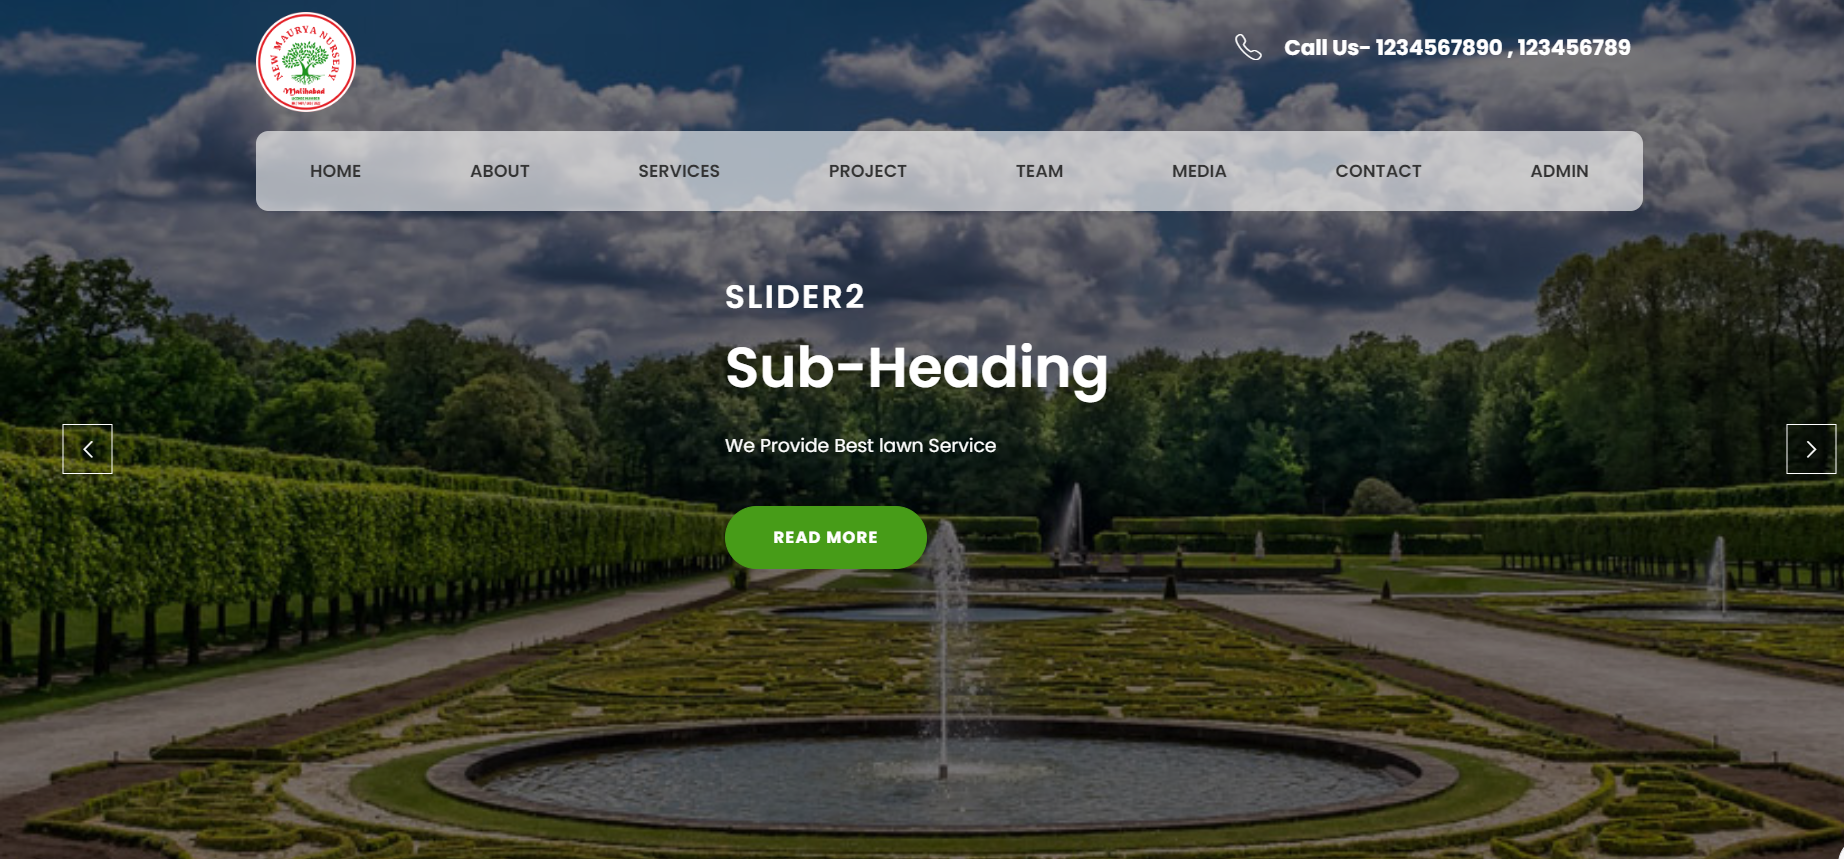 NEW MAURYA NURSERY
Malihabad
Call Us- 1234567890 , 123456789
HOME
ABOUT
SERVICES
PROJECT
TEAM
MEDIA
CONTACT
ADMIN
SLIDER2
Sub-Heading
We Provide Best lawn Service
READ MORE